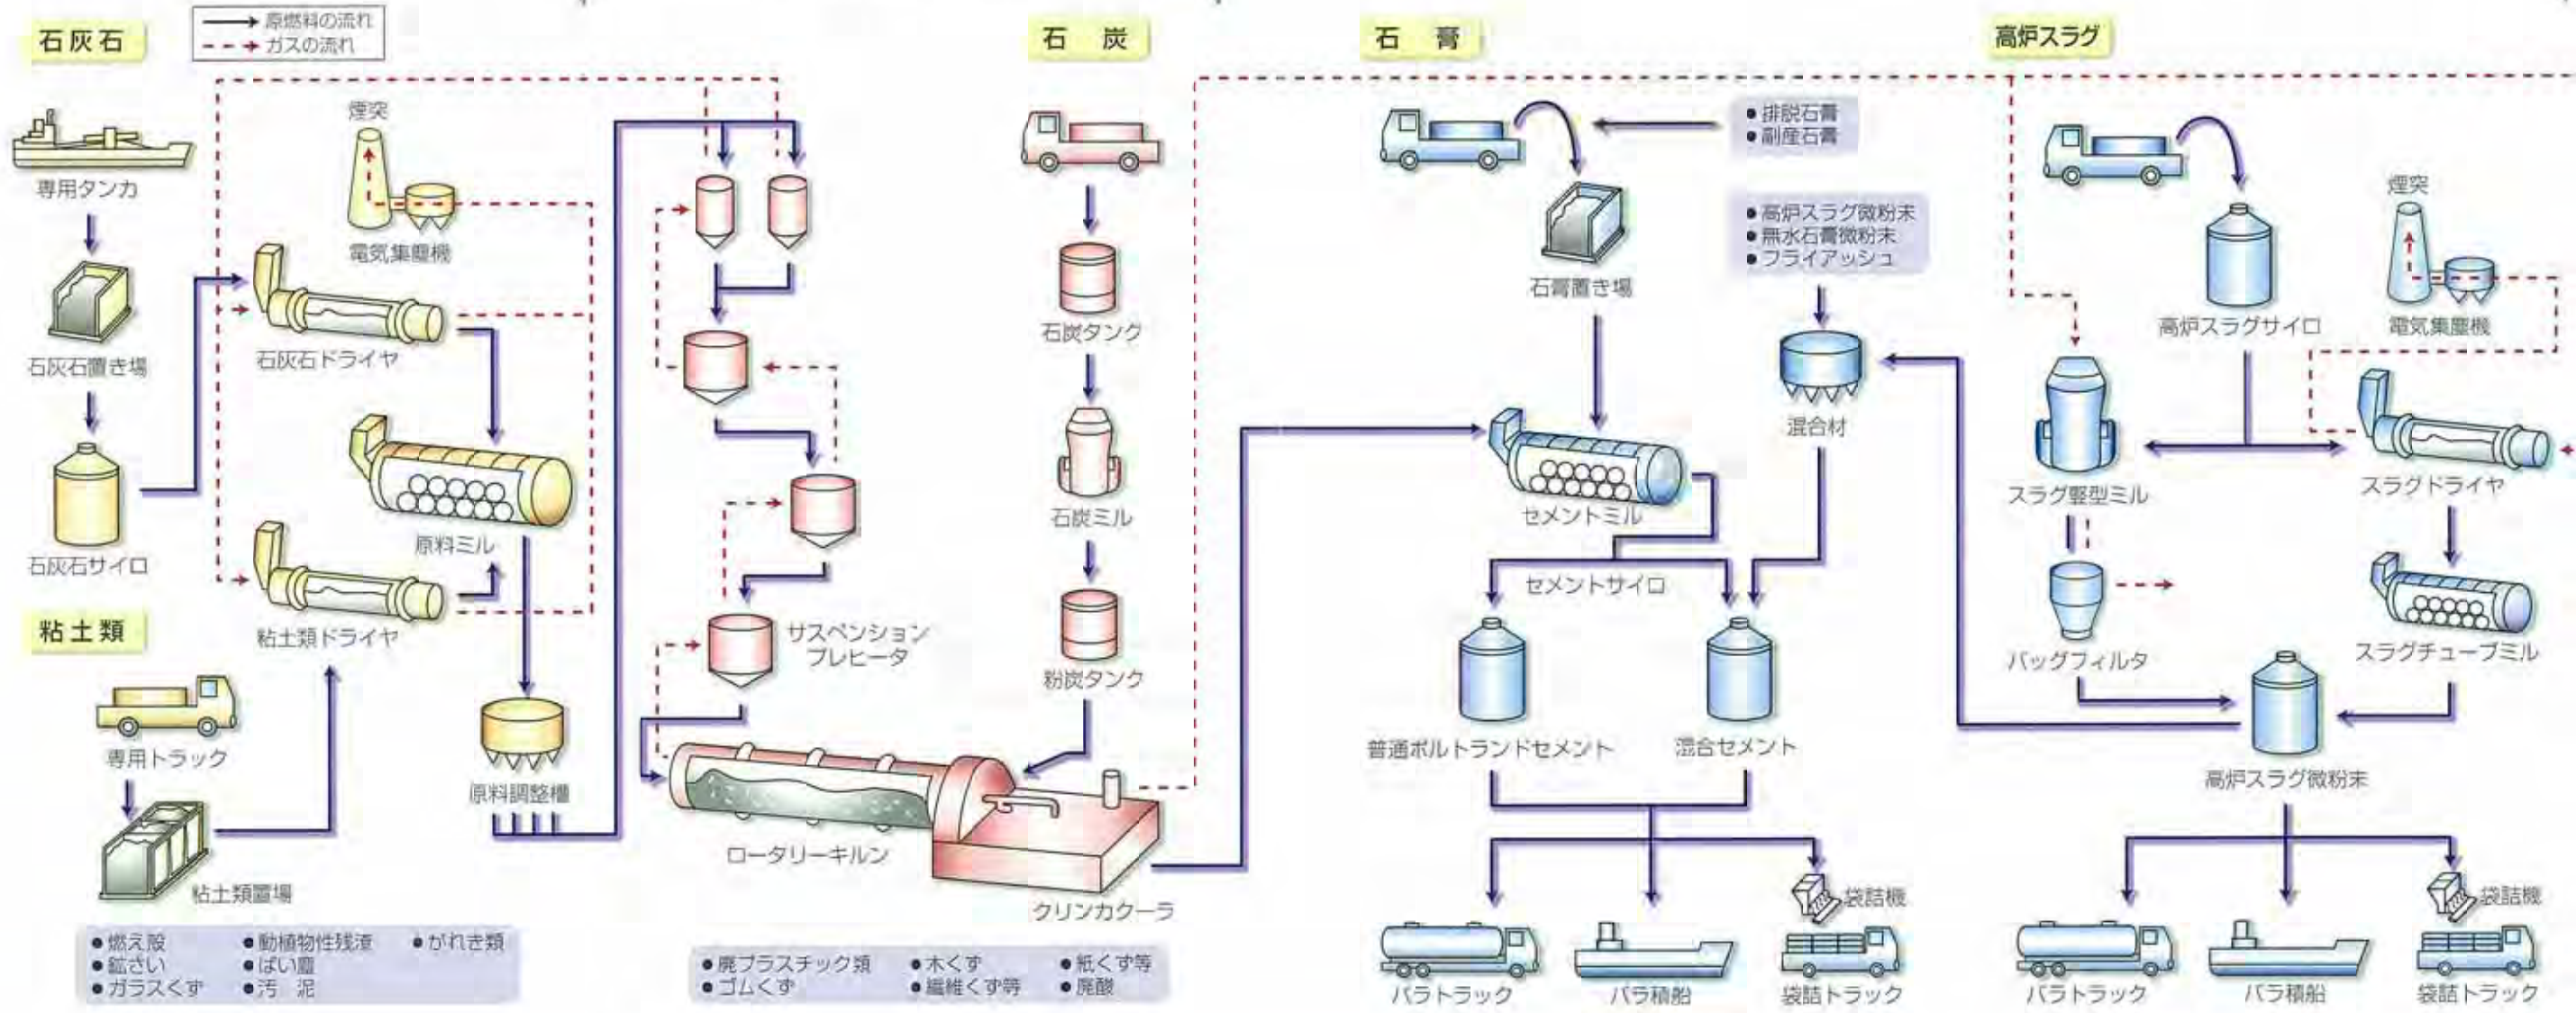 原燃料の流れ
ガスの流れ
石灰石
専用タンカ
石灰石置き場
石灰石サイロ
煙突
電気集塵機
石灰石ドライヤ
原料ミル
粘土類ドライヤ
粘土類
専用トラック
粘土類置場
原料調整槽
● 燃え殻
● 鉱さい
● ガラスくず
● 動植物性残渣
● ばい塵
● 汚　泥
● がれき類
石　炭
石炭タンク
石炭ミル
粉炭タンク
サスペンション
プレヒータ
ロータリーキルン
クリンカクーラ
● 廃プラスチック類
● ゴムくず
● 木くず
● 繊維くず等
● 紙くず等
● 廃酸
石　膏
● 排脱石膏
● 副産石膏
石膏置き場
● 高炉スラグ微粉末
● 無水石膏微粉末
● フライアッシュ
混合材
セメントミル
セメントサイロ
普通ポルトランドセメント
混合セメント
袋詰機
バラトラック
バラ積船
袋詰トラック
高炉スラグ
高炉スラグサイロ
煙突
電気集塵機
スラグ竪型ミル
スラグドライヤ
バッグフィルタ
スラグチューブミル
高炉スラグ微粉末
袋詰機
バラトラック
バラ積船
袋詰トラック